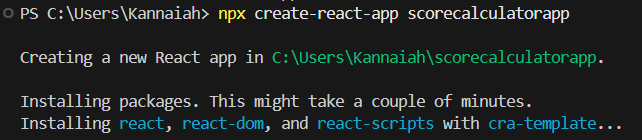 PS C:\Users\Kannaiah> npx create-react-app scorecalculatorapp
Creating a new React app in C:\Users\Kannaiah\scorecalculatorapp.
Installing packages. This might take a couple of minutes.
Installing react, react-dom, and react-scripts with cra-template...